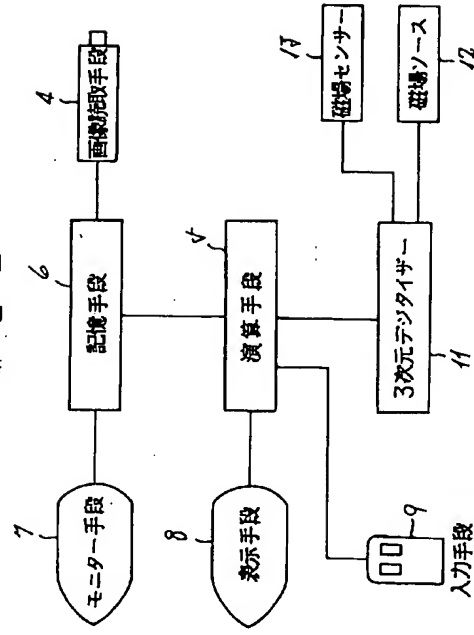 4
画像読取手段
6
記憶手段
7
モニター手段
5
演算手段
8
表示手段
9
入力手段
3次元デジタイザー
11
13
磁場センサー
12
磁場ソース